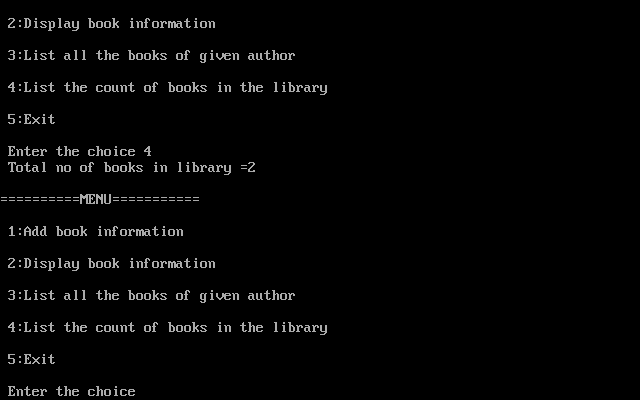 2:Display book information
3:List all the books of given author
4:List the count of books in the library
5:Exit
Enter the choice 4
Total no of books in library =2
==========MENU===========
1:Add book information
2:Display book information
3:List all the books of given author
4:List the count of books in the library
5:Exit
Enter the choice